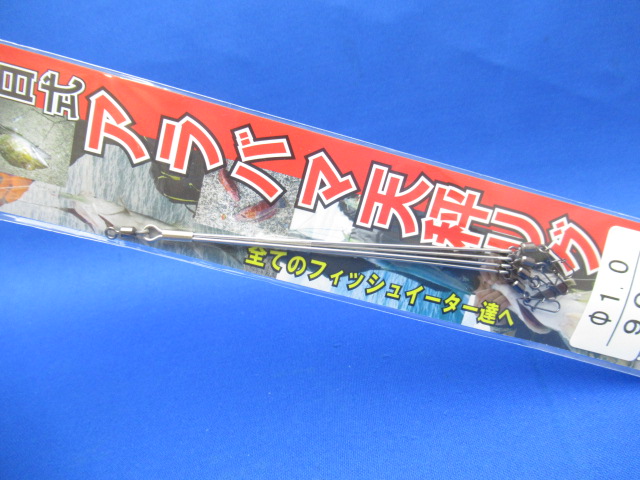 式
アラバマ天秤リグ
全てのフィッシュイーター達へ
Φ1.0